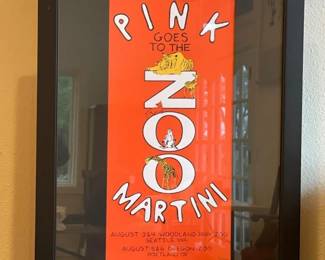 PINK
GOES
TO THE
ZOO
MARTINI
AUGUST 3&4 WOODLAND PARK ZOO
SEATTLE WA
AUGUST 5&6 OREGON ZOO
PORTLAND OR